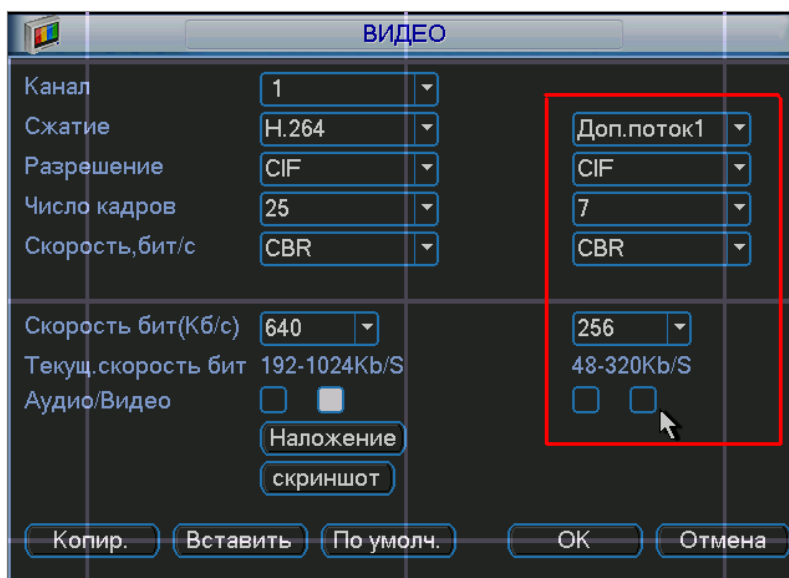 ВИДЕО
Канал 1
Сжатие H.264 Доп.поток1
Разрешение CIF CIF
Число кадров 25 7
Скорость,бит/с CBR CBR
Скорость бит(Кб/с) 640 256
Текущ.скорость бит 192-1024Kb/S 48-320Kb/S
Аудио/Видео
Наложение
скриншот
Копир. Вставить По умолч. OK Отмена